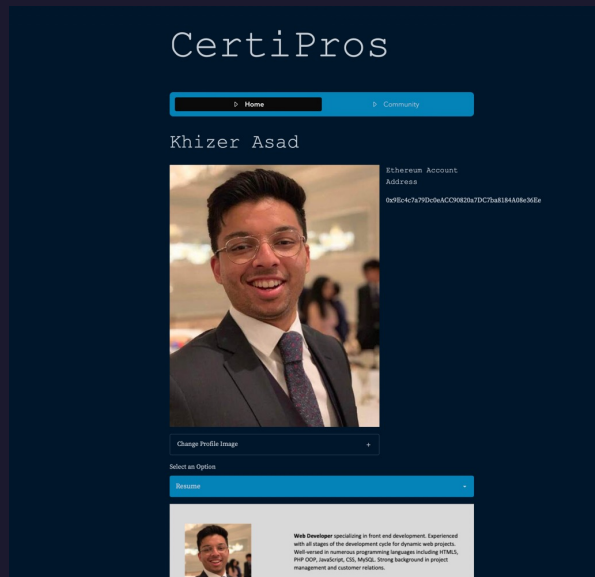 CertiPros
Home
Community
Khizer Asad
Ethereum Account
Address
0x9Ec4c7a79Dc0eACC90820a7DC7ba8184A08e36Ee
Change Profile Image +
Select an Option
Resume
Web Developer specializing in front end development. Experienced
with all stages of the development cycle for dynamic web projects.
Well-versed in numerous programming languages including HTML5,
PHP OOP, JavaScript, CSS, MySQL. Strong background in project
management and customer relations.